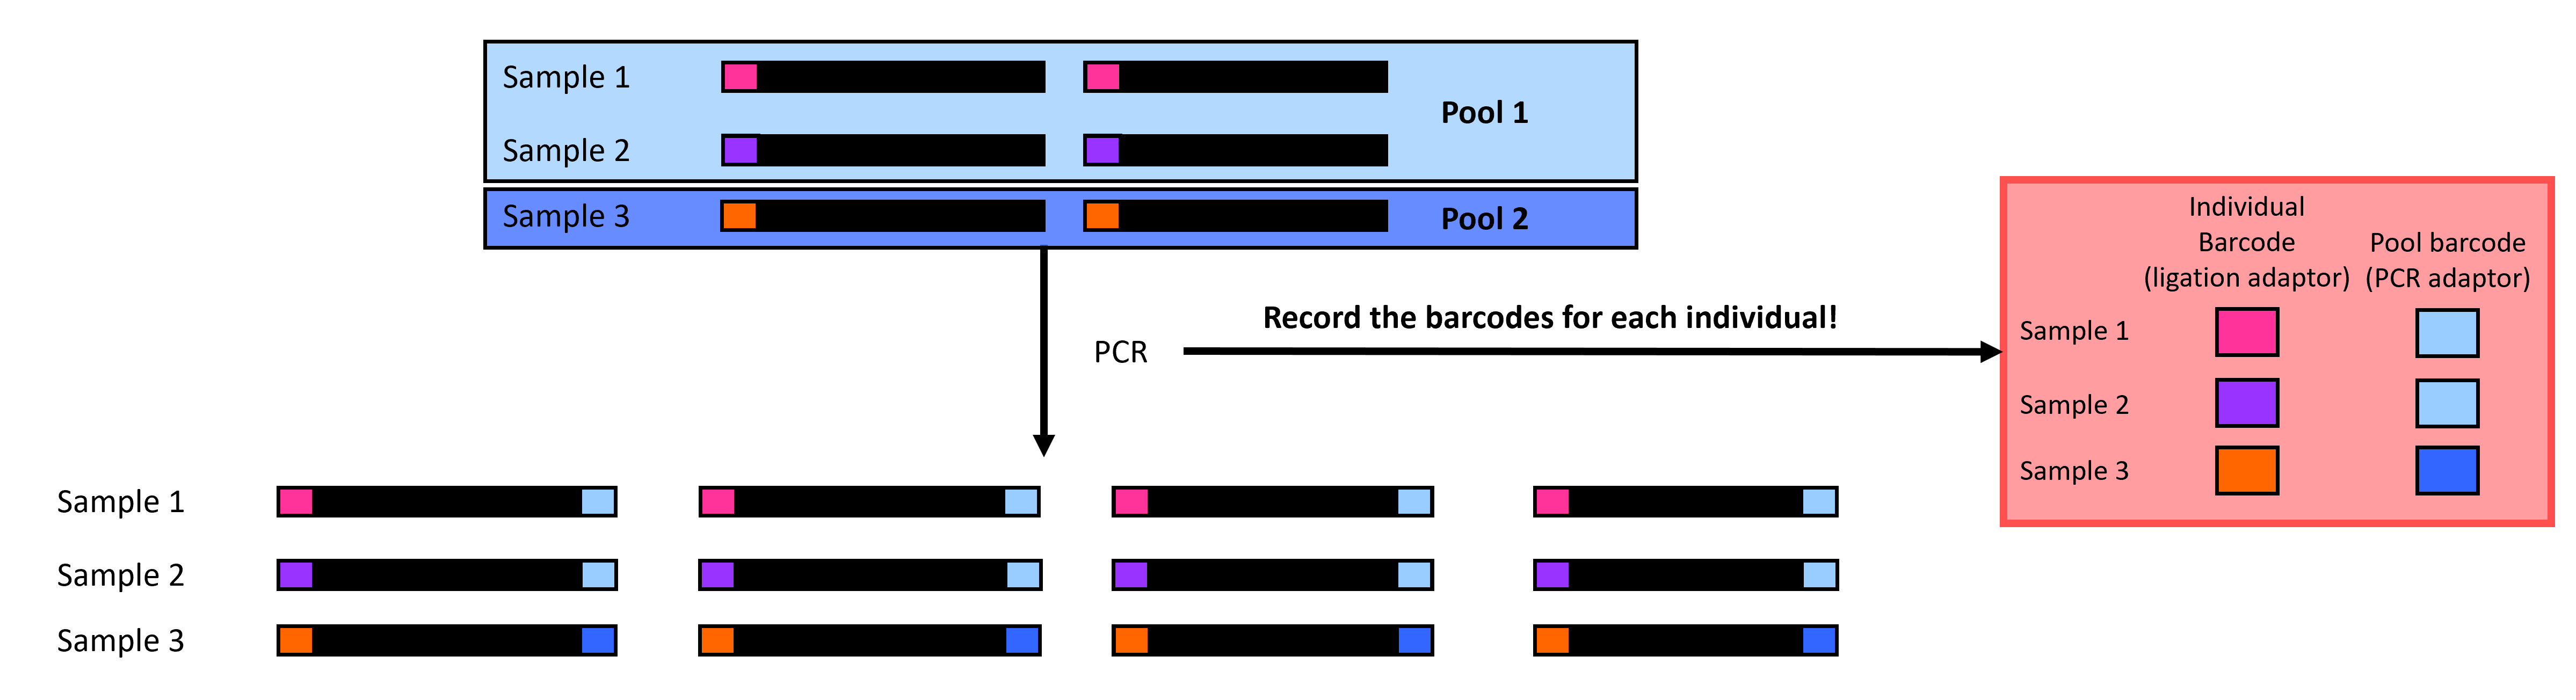 Sample 1
Pool 1
Sample 2
Sample 3
Pool 2
Record the barcodes for each individual!
PCR
Individual
Barcode
(ligation adaptor)
Pool barcode
(PCR adaptor)
Sample 1
Sample 2
Sample 3
Sample 1
Sample 2
Sample 3